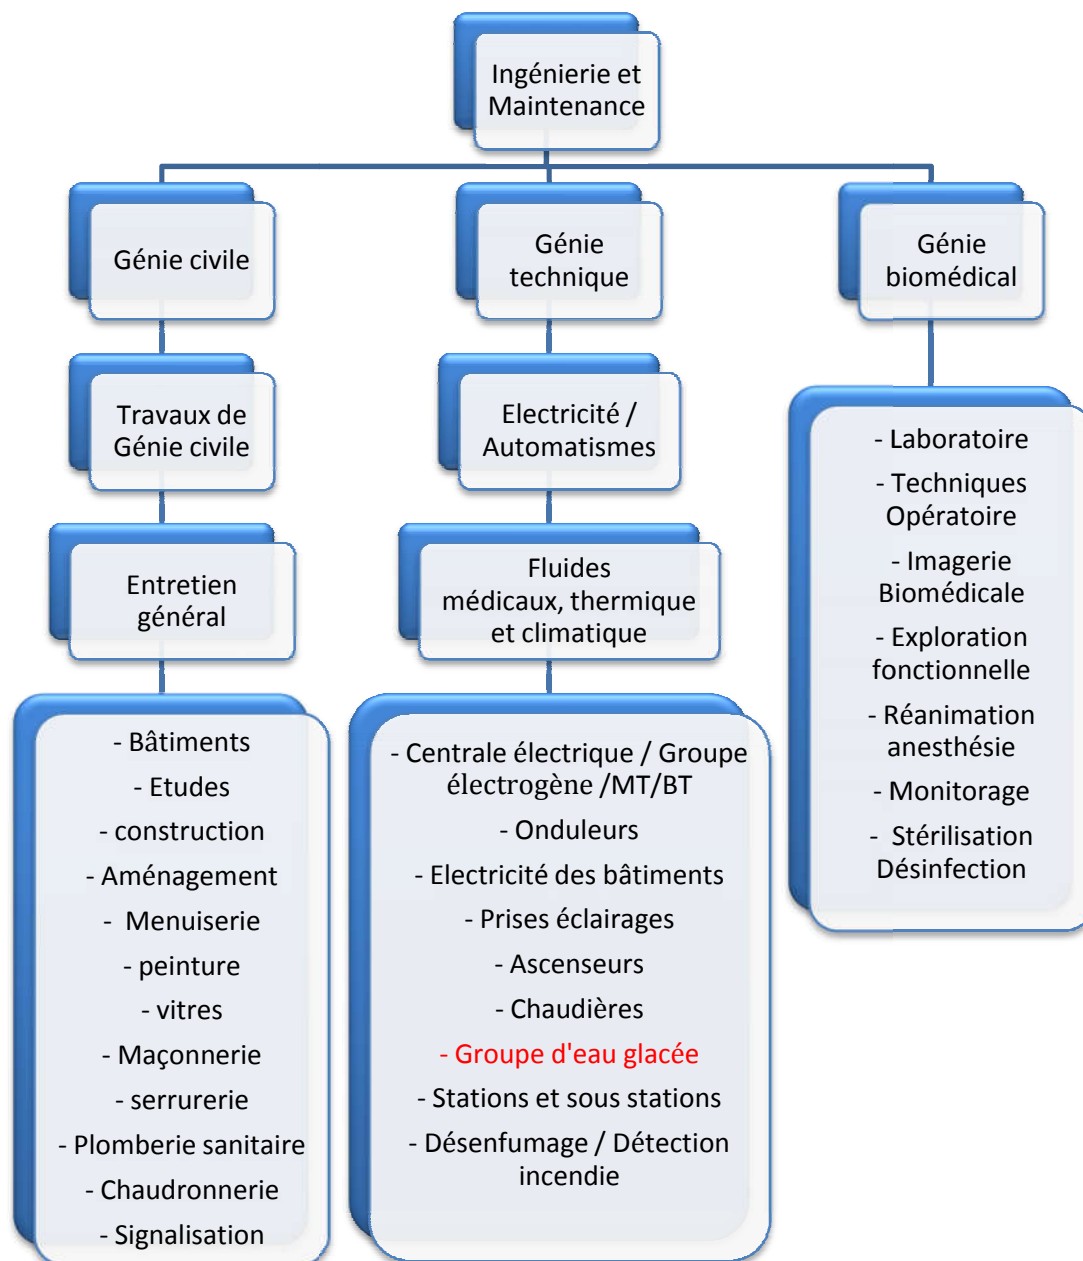 Ingénierie et
Maintenance
Génie civile
Génie
technique
Génie
biomédical
Travaux de
Génie civile
Electricité /
Automatismes
Entretien
général
Fluides
médicaux, thermique
et climatique
- Bâtiments
- Etudes
- construction
- Aménagement
- Menuiserie
- peinture
- vitres
- Maçonnerie
- serrurerie
- Plomberie sanitaire
- Chaudronnerie
- Signalisation
- Centrale électrique / Groupe
électrogène /MT/BT
- Onduleurs
- Electricité des bâtiments
- Prises éclairages
- Ascenseurs
- Chaudières
- Groupe d'eau glacée
- Stations et sous stations
- Désenfumage / Détection
incendie
- Laboratoire
- Techniques
Opératoire
- Imagerie
Biomédicale
- Exploration
fonctionnelle
- Réanimation
anesthésie
- Monitorage
- Stérilisation
Désinfection